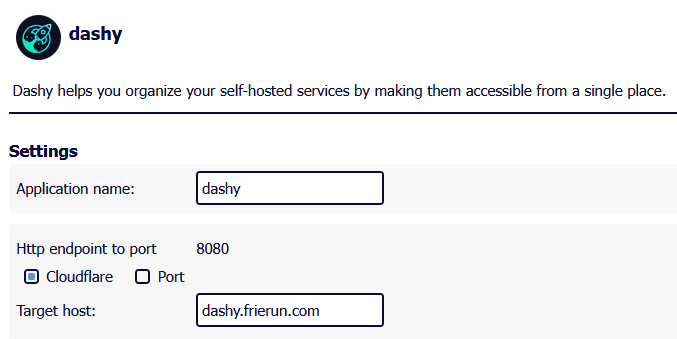 dashy
Dashy helps you organize your self-hosted services by making them accessible from a single place.
Settings
Application name: dashy
Http endpoint to port 8080
Cloudflare Port
Target host: dashy.frierun.com